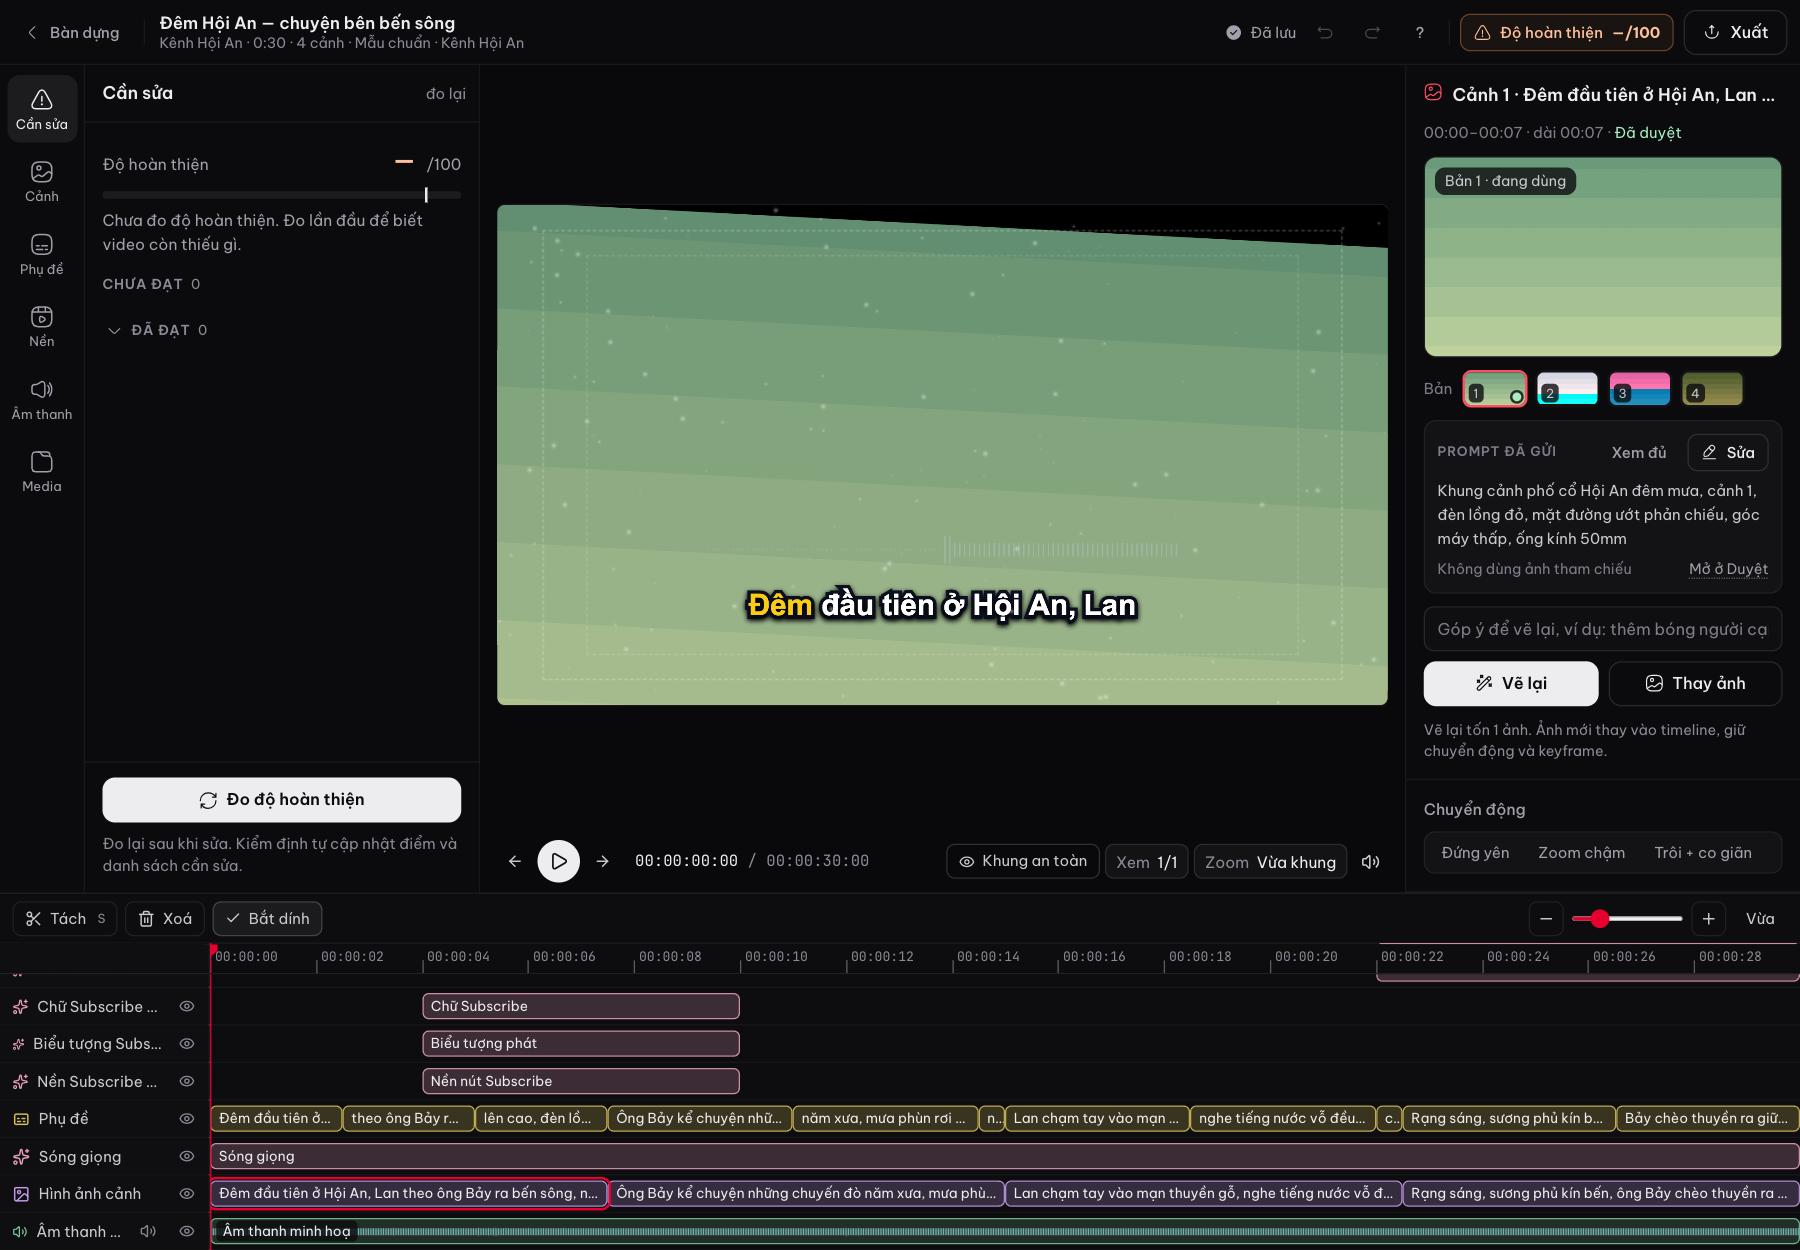 Bàn dựng
Đêm Hội An — chuyện bên bến sông
Kênh Hội An · 0:30 · 4 cảnh · Mẫu chuẩn · Kênh Hội An
Đã lưu
?
Độ hoàn thiện –/100
Xuất
Cần sửa
Cảnh
Phụ đề
Nền
Âm thanh
Media
Cần sửa
đo lại
Độ hoàn thiện
– /100
Chưa đo độ hoàn thiện. Đo lần đầu để biết
video còn thiếu gì.
CHƯA ĐẠT 0
ĐÃ ĐẠT 0
Đo độ hoàn thiện
Đo lại sau khi sửa. Kiểm định tự cập nhật điểm và
danh sách cần sửa.
Đêm đầu tiên ở Hội An, Lan
00:00:00:00 / 00:00:30:00
Khung an toàn
Xem 1/1
Zoom Vừa khung
Cảnh 1 · Đêm đầu tiên ở Hội An, Lan ...
00:00–00:07 · dài 00:07 · Đã duyệt
Bản 1 · đang dùng
Bản
1
2
3
4
PROMPT ĐÃ GỬI
Xem đủ
Sửa
Khung cảnh phố cổ Hội An đêm mưa, cảnh 1,
đèn lồng đỏ, mặt đường ướt phản chiếu, góc
máy thấp, ống kính 50mm
Không dùng ảnh tham chiếu
Mở ở Duyệt
Góp ý để vẽ lại, ví dụ: thêm bóng người cạ
Vẽ lại
Thay ảnh
Vẽ lại tốn 1 ảnh. Ảnh mới thay vào timeline, giữ
chuyển động và keyframe.
Chuyển động
Đứng yên
Zoom chậm
Trôi + co giãn
Tách S
Xoá
Bắt dính
Vừa
00:00:00
00:00:02
00:00:04
00:00:06
00:00:08
00:00:10
00:00:12
00:00:14
00:00:16
00:00:18
00:00:20
00:00:22
00:00:24
00:00:26
00:00:28
Chữ Subscribe ...
Chữ Subscribe
Biểu tượng Subs...
Biểu tượng phát
Nền Subscribe ...
Nền nút Subscribe
Phụ đề
Đêm đầu tiên ở...
theo ông Bảy r...
lên cao, đèn lồ...
Ông Bảy kể chuyện nhữ...
năm xưa, mưa phùn rơi ...
n...
Lan chạm tay vào mạn ...
nghe tiếng nước vỗ đều...
c...
Rạng sáng, sương phủ kín b...
Bảy chèo thuyền ra giữ...
Sóng giọng
Sóng giọng
Hình ảnh cảnh
Đêm đầu tiên ở Hội An, Lan theo ông Bảy ra bến sông, n...
Ông Bảy kể chuyện những chuyến đò năm xưa, mưa phù...
Lan chạm tay vào mạn thuyền gỗ, nghe tiếng nước vỗ đ...
Rạng sáng, sương phủ kín bến, ông Bảy chèo thuyền ra ...
Âm thanh ...
Âm thanh minh hoạ